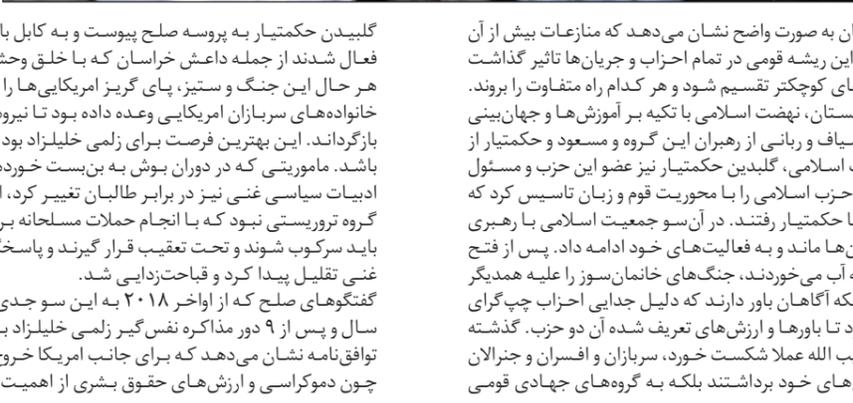 ان به صورت واضح نشان می‌دهد که منازعات بیش از آن
این ریشه قومی در تمام احزاب و جریان‌ها تاثیر گذاشت
ای کوچکتر تقسیم شود و هر کدام راه متفاوت را بروند.
ستان، نهضت اسلامی با تکیه بر آموزش‌ها و جهان‌بینی
سیاف و ربانی از رهبران این گروه و مسعود و حکمتیار از
اسلامی، گلبدین حکمتیار نیز عضو این حزب و مسئول
حزب اسلامی را با محوریت قوم و زبان تاسیس کرد که
ا حکمتیار رفتند. در آن‌سو جمعیت اسلامی با رهبری
ن‌ها ماند و به فعالیت‌های خود ادامه داد. پس از فتح
ه آب می‌خوردند، جنگ‌های خانمان‌سوز را علیه همدیگر
که آگاهان باور دارند که دلیل جدایی احزاب چپ‌گرای
د تا باورها و ارزش‌های تعریف شده آن دو حزب. گذشته
ب الله عملا شکست خورد، سربازان و افسران و جنرالان
های خود برداشتند بلکه به گروه‌های جهادی قومی
گلبیدن حکمتیار به پروسه صلح پیوست و به کابل با
فعال شدند از جمله داعش خراسان که با خلق وحش
هر حال این جنگ و ستیز، پای گریز امریکایی‌ها را
خانواده‌های سربازان امریکایی وعده داده بود تا نیرو
بازگرداند. این بهترین فرصت برای زلمی خلیلزاد بود
باشد. ماموریتی که در دوران بوش به بن‌بست خورده
ادبیات سیاسی غنی نیز در برابر طالبان تغییر کرد،
گروه تروریستی نبود که با انجام حملات مسلحانه بر
باید سرکوب شوند و تحت تعقیب قرار گیرند و پاسخگ
غنی تقلیل پیدا کرد و قباحت‌زدایی شد.
گفتگوهای صلح که از اواخر ۲۰۱۸ به این سو جدی
سال و پس از ۹ دور مذاکره نفس‌گیر زلمی خلیلزاد ب
توافق‌نامه نشان می‌دهد که برای جانب امریکا خروج
چون دموکراسی و ارزش‌های حقوق بشری از اهمیت